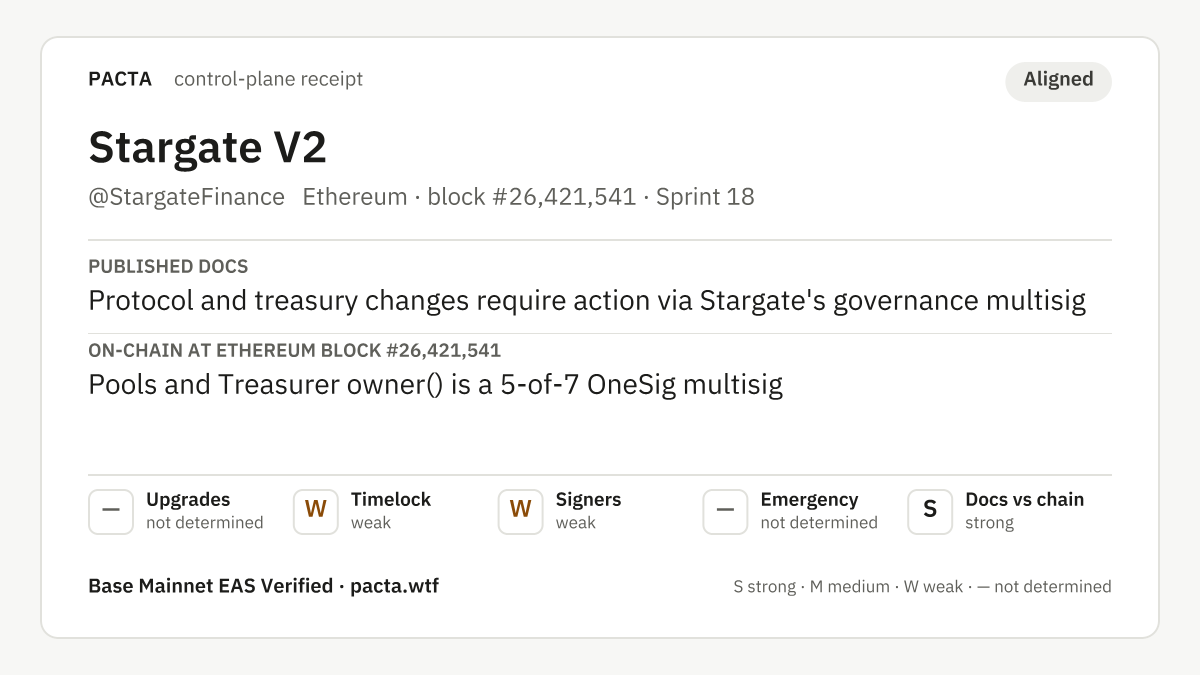 PACTA control-plane receipt
Aligned
Stargate V2
@StargateFinance Ethereum · block #26,421,541 · Sprint 18
PUBLISHED DOCS
Protocol and treasury changes require action via Stargate's governance multisig
ON-CHAIN AT ETHEREUM BLOCK #26,421,541
Pools and Treasurer owner() is a 5-of-7 OneSig multisig
— Upgrades
not determined
W Timelock
weak
W Signers
weak
— Emergency
not determined
S Docs vs chain
strong
Base Mainnet EAS Verified · pacta.wtf
S strong · M medium · W weak · — not determined